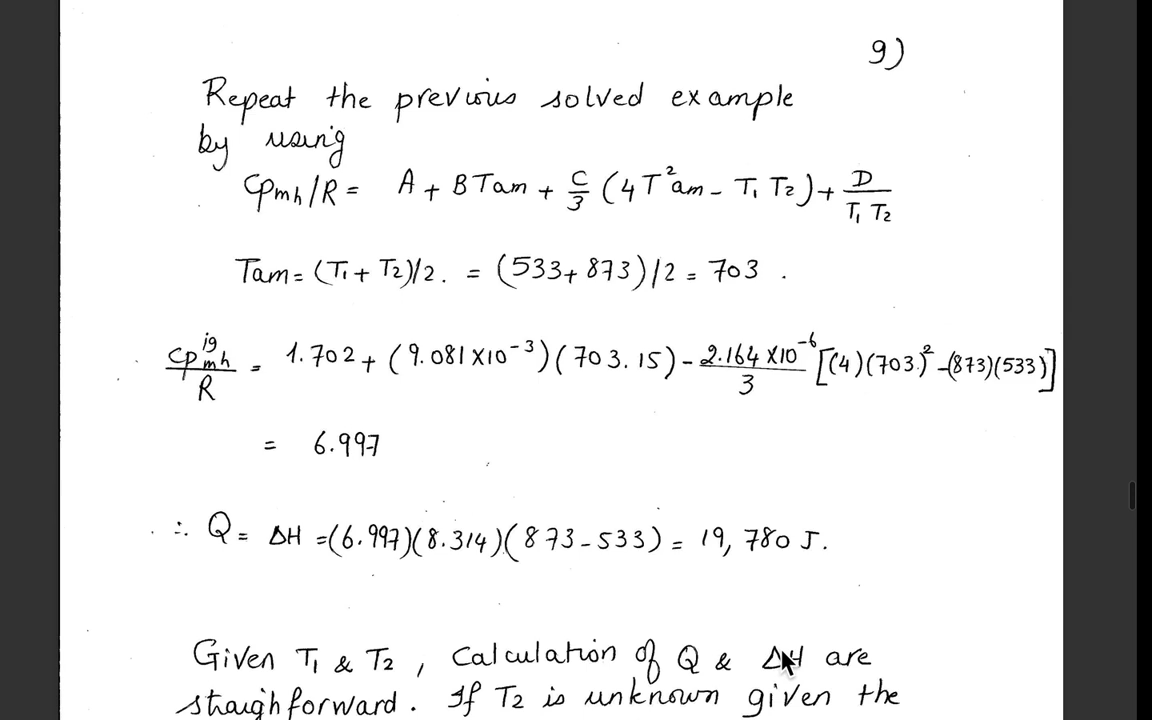 9)
Repeat the previous solved example
by using
Cpmh/R = A + B Tam + C/3 (4T²am - T₁ T₂) + D/T₁ T₂
Tam = (T₁ + T₂)/2. = (533 + 873)/2 = 703 .
Cp^ig_mh/R = 1.702 + (9.081 X10⁻³)(703.15) - 2.164 X10⁻⁶/3 [(4)(703)² - (873)(533)]
= 6.997
∴ Q = ΔH = (6.997)(8.314)(873 - 533) = 19,780 J.
Given T₁ & T₂ , Calculation of Q & ΔH are
staighforward. If T₂ is unknown given the